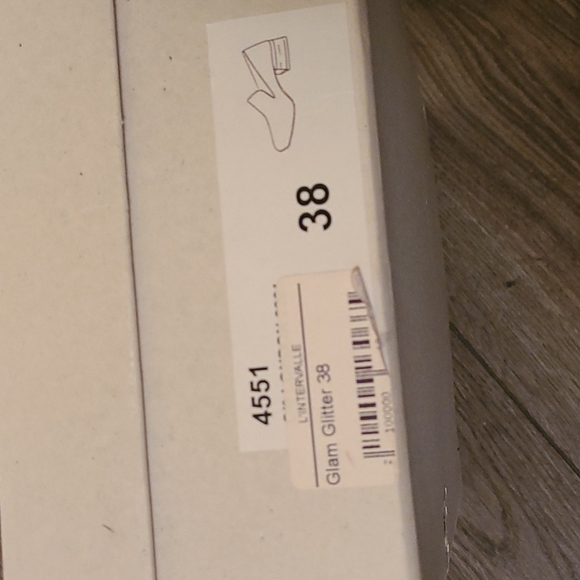 38
4551
L'INTERVALLE
Glam Glitter 38